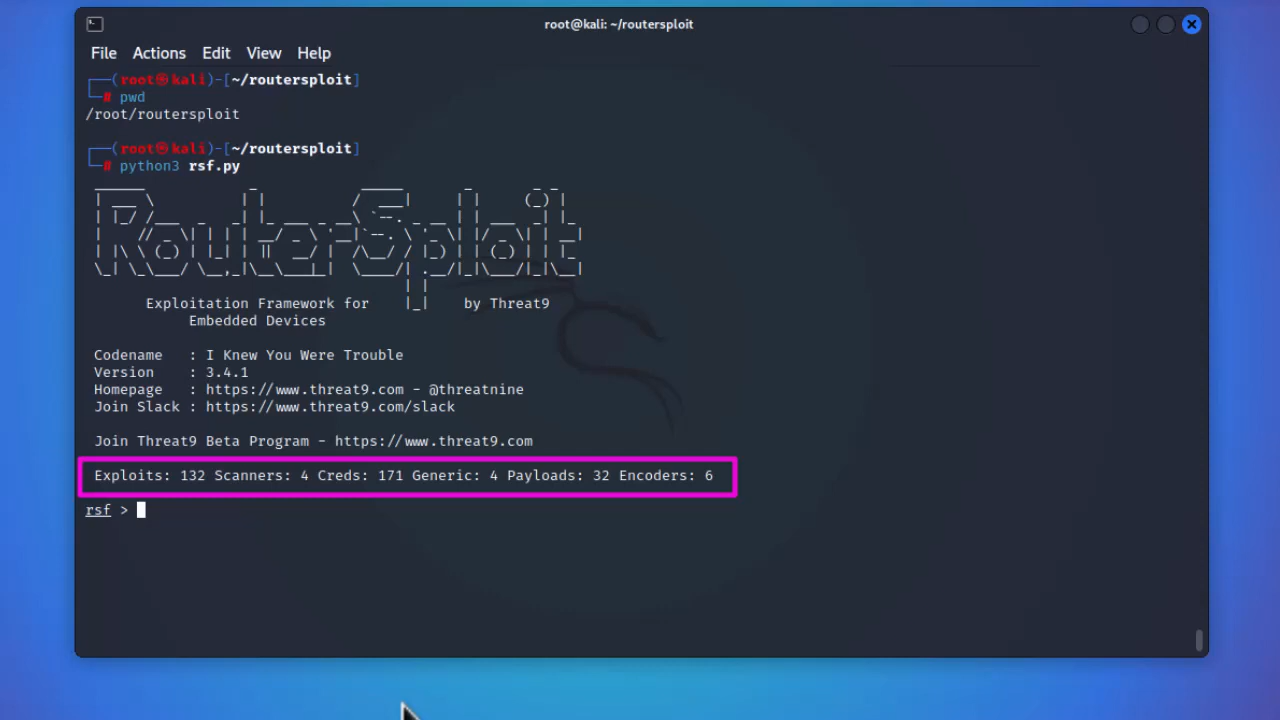 root@kali: ~/routersploit
File Actions Edit View Help
┌──(root㉿kali)-[~/routersploit]
└─# pwd
/root/routersploit
┌──(root㉿kali)-[~/routersploit]
└─# python3 rsf.py
RouterSploit
Exploitation Framework for |_| by Threat9
Embedded Devices
Codename : I Knew You Were Trouble
Version : 3.4.1
Homepage : https://www.threat9.com - @threatnine
Join Slack : https://www.threat9.com/slack
Join Threat9 Beta Program - https://www.threat9.com
Exploits: 132 Scanners: 4 Creds: 171 Generic: 4 Payloads: 32 Encoders: 6
rsf >